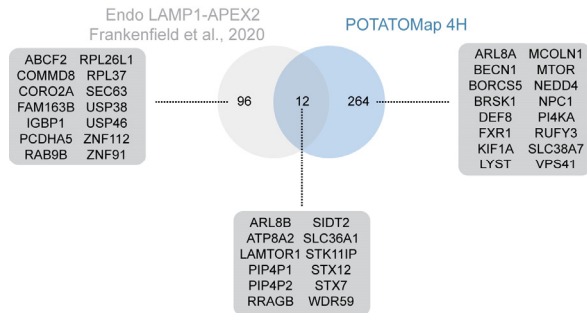 Endo LAMP1-APEX2
Frankenfield et al., 2020
POTATOMap 4H
ABCF2 RPL26L1
COMMD8 RPL37
CORO2A SEC63
FAM163B USP38
IGBP1 USP46
PCDHA5 ZNF112
RAB9B ZNF91
96
12
264
ARL8A MCOLN1
BECN1 MTOR
BORCS5 NEDD4
BRSK1 NPC1
DEF8 PI4KA
FXR1 RUFY3
KIF1A SLC38A7
LYST VPS41
ARL8B SIDT2
ATP8A2 SLC36A1
LAMTOR1 STK11IP
PIP4P1 STX12
PIP4P2 STX7
RRAGB WDR59